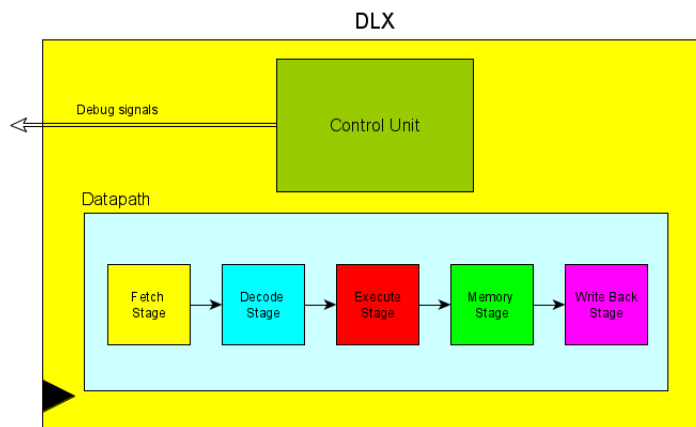 DLX
Debug signals
Control Unit
Datapath
Fetch
Stage
Decode
Stage
Execute
Stage
Memory
Stage
Write Back
Stage